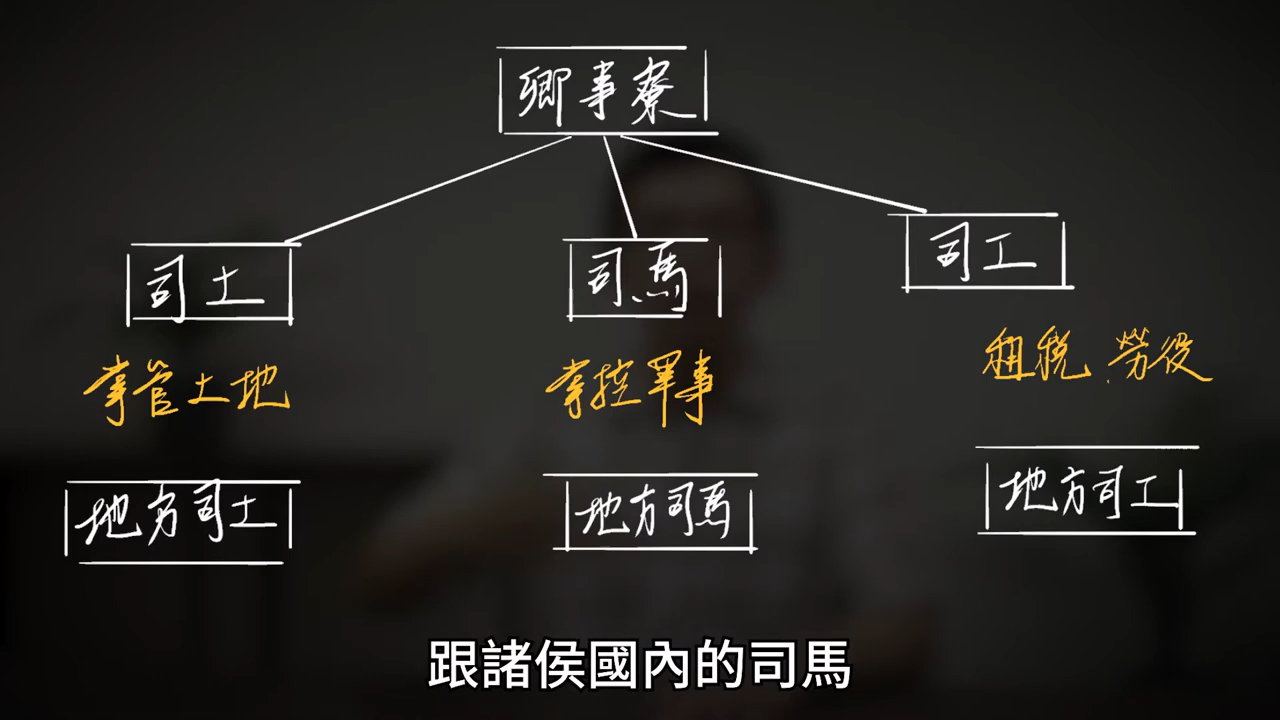 卿事寮
司土
司馬
司工
掌管土地
掌控軍事
租稅、勞役
地方司土
地方司馬
地方司工
跟諸侯國內的司馬